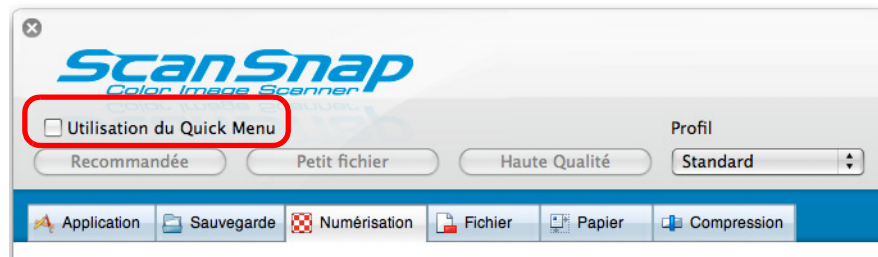 ScanSnap
Color Image Scanner
Utilisation du Quick Menu
Profil
Recommandée Petit fichier Haute Qualité Standard
Application Sauvegarde Numérisation Fichier Papier Compression